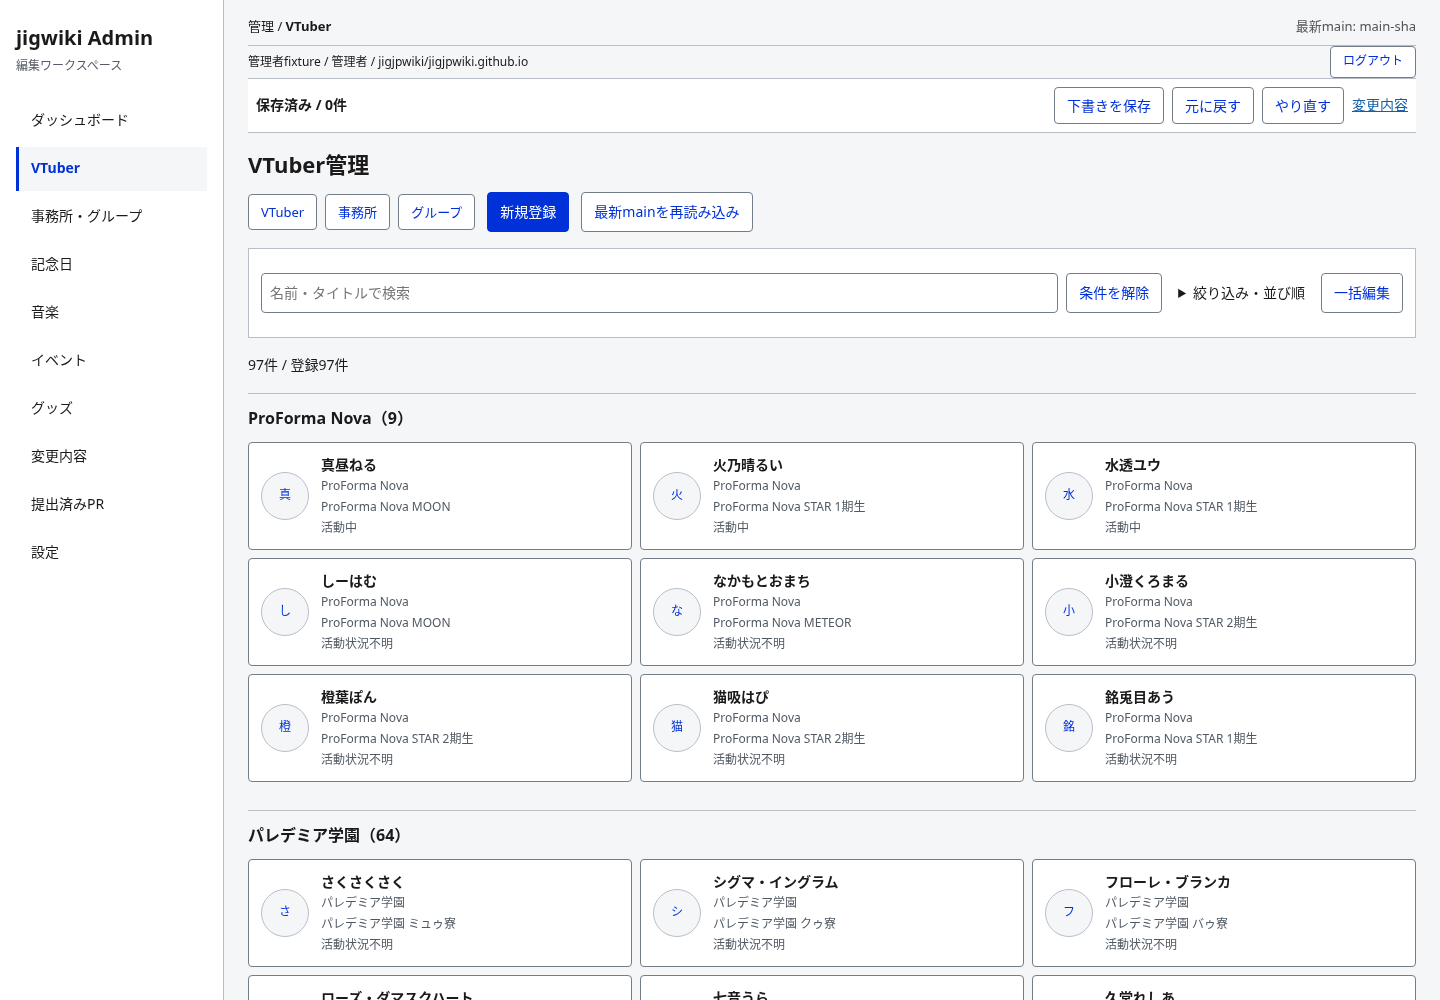 jigwiki Admin
編集ワークスペース
ダッシュボード
VTuber
事務所・グループ
記念日
音楽
イベント
グッズ
変更内容
提出済みPR
設定
管理 / VTuber
最新main: main-sha
管理者fixture / 管理者 / jigjpwiki/jigjpwiki.github.io
ログアウト
保存済み / 0件
下書きを保存
元に戻す
やり直す
変更内容
VTuber管理
VTuber
事務所
グループ
新規登録
最新mainを再読み込み
名前・タイトルで検索
条件を解除
▶ 絞り込み・並び順
一括編集
97件 / 登録97件
ProForma Nova（9）
真
真昼ねる
ProForma Nova
ProForma Nova MOON
活動中
火
火乃晴るい
ProForma Nova
ProForma Nova STAR 1期生
活動中
水
水透ユウ
ProForma Nova
ProForma Nova STAR 1期生
活動中
し
しーはむ
ProForma Nova
ProForma Nova MOON
活動状況不明
な
なかもとおまち
ProForma Nova
ProForma Nova METEOR
活動状況不明
小
小澄くろまる
ProForma Nova
ProForma Nova STAR 2期生
活動状況不明
橙
橙葉ぽん
ProForma Nova
ProForma Nova STAR 2期生
活動状況不明
猫
猫吸はぴ
ProForma Nova
ProForma Nova STAR 2期生
活動状況不明
銘
銘兎目あう
ProForma Nova
ProForma Nova STAR 1期生
活動状況不明
パレデミア学園（64）
さ
さくさくさく
パレデミア学園
パレデミア学園 ミュゥ寮
活動状況不明
シ
シグマ・イングラム
パレデミア学園
パレデミア学園 クゥ寮
活動状況不明
フ
フローレ・ブランカ
パレデミア学園
パレデミア学園 バゥ寮
活動状況不明
ローズ・ダマスクハート
七音うら
久堂れしあ